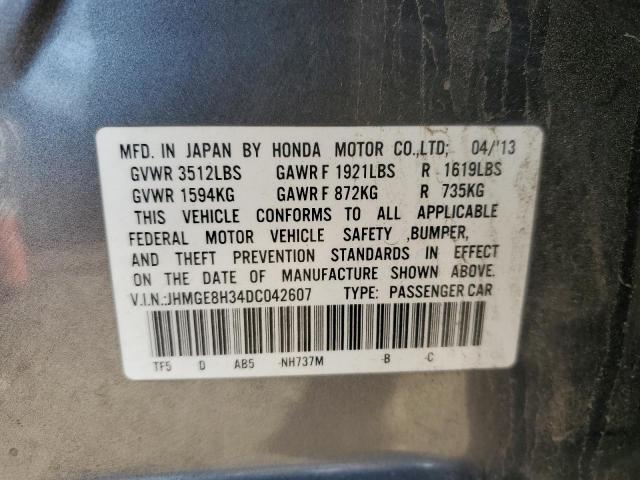 MFD. IN JAPAN BY HONDA MOTOR CO.,LTD; 04/'13
GVWR 3512LBS GAWR F 1921LBS R 1619LBS
GVWR 1594KG GAWR F 872KG R 735KG
THIS VEHICLE CONFORMS TO ALL APPLICABLE
FEDERAL MOTOR VEHICLE SAFETY ,BUMPER,
AND THEFT PREVENTION STANDARDS IN EFFECT
ON THE DATE OF MANUFACTURE SHOWN ABOVE.
V.I.N.:JHMGE8H34DC042607 TYPE: PASSENGER CAR
TF5 D AB5 -NH737M -B -C